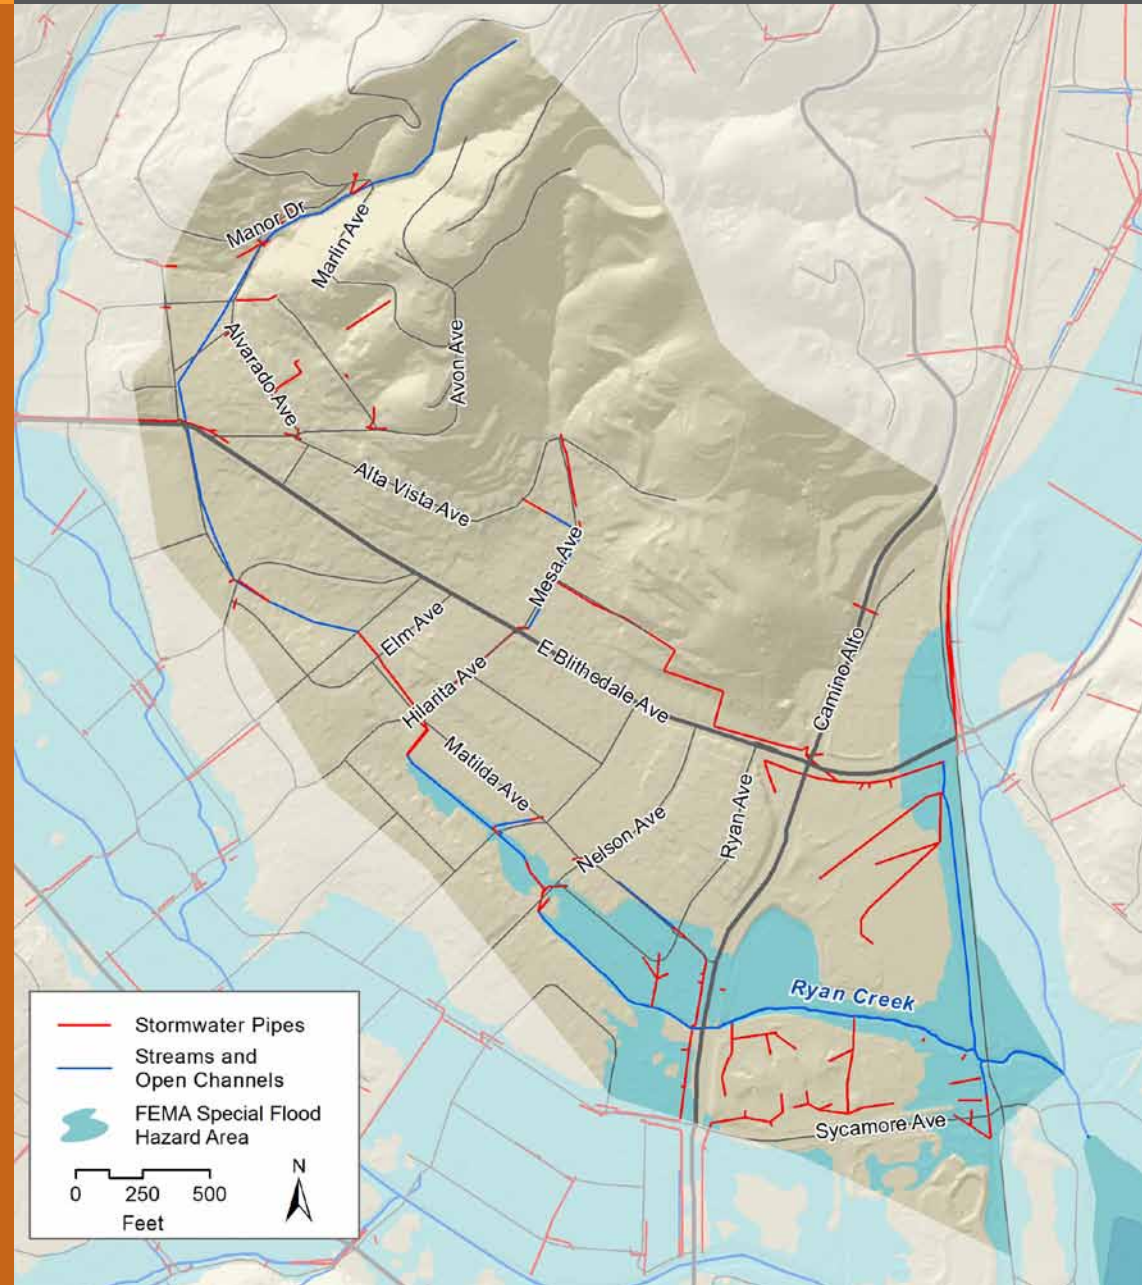 Manor Dr
Marlin Ave
Alvarado Ave
Avon Ave
Alta Vista Ave
Mesa Ave
Elm Ave
Hilarita Ave
E Blithedale Ave
Camino Alto
Matilda Ave
Nelson Ave
Ryan Ave
Ryan Creek
Sycamore Ave
Stormwater Pipes
Streams and
Open Channels
FEMA Special Flood
Hazard Area
N
0 250 500
Feet